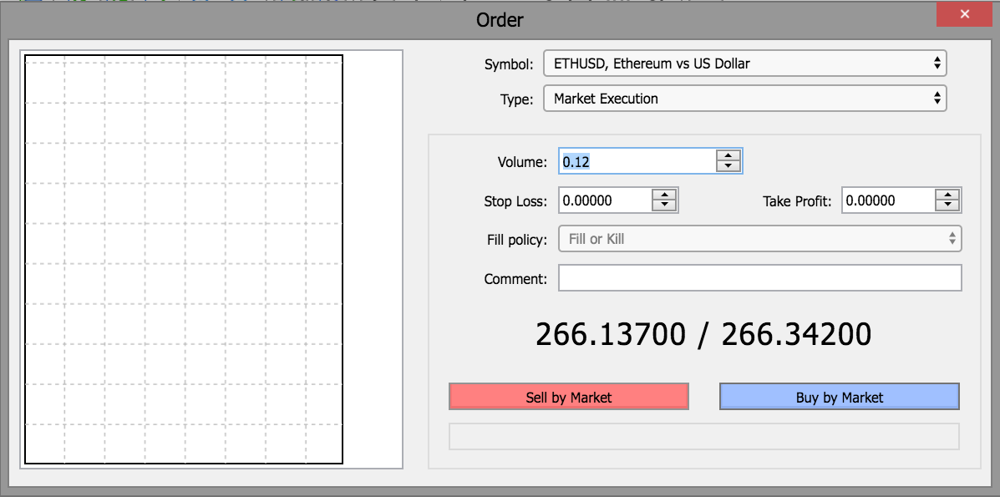 Order
Symbol: ETHUSD, Ethereum vs US Dollar
Type: Market Execution
Volume: 0.12
Stop Loss: 0.00000 Take Profit: 0.00000
Fill policy: Fill or Kill
Comment:
266.13700 / 266.34200
Sell by Market Buy by Market